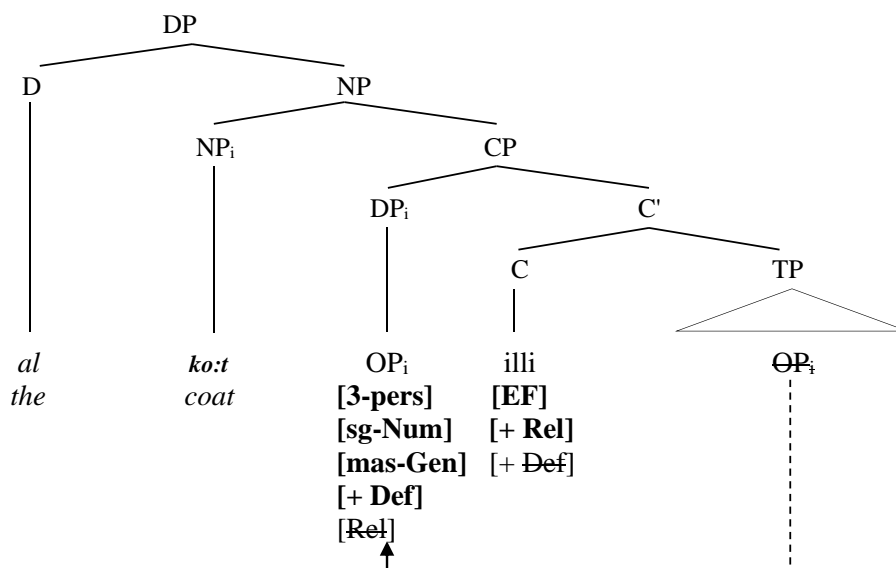 DP
D NP
NPi CP
DPi C'
C TP
al ko:t OPi illi OPi
the coat [3-pers] [EF]
[sg-Num] [+ Rel]
[mas-Gen] [+ Def]
[+ Def]
[Rel]